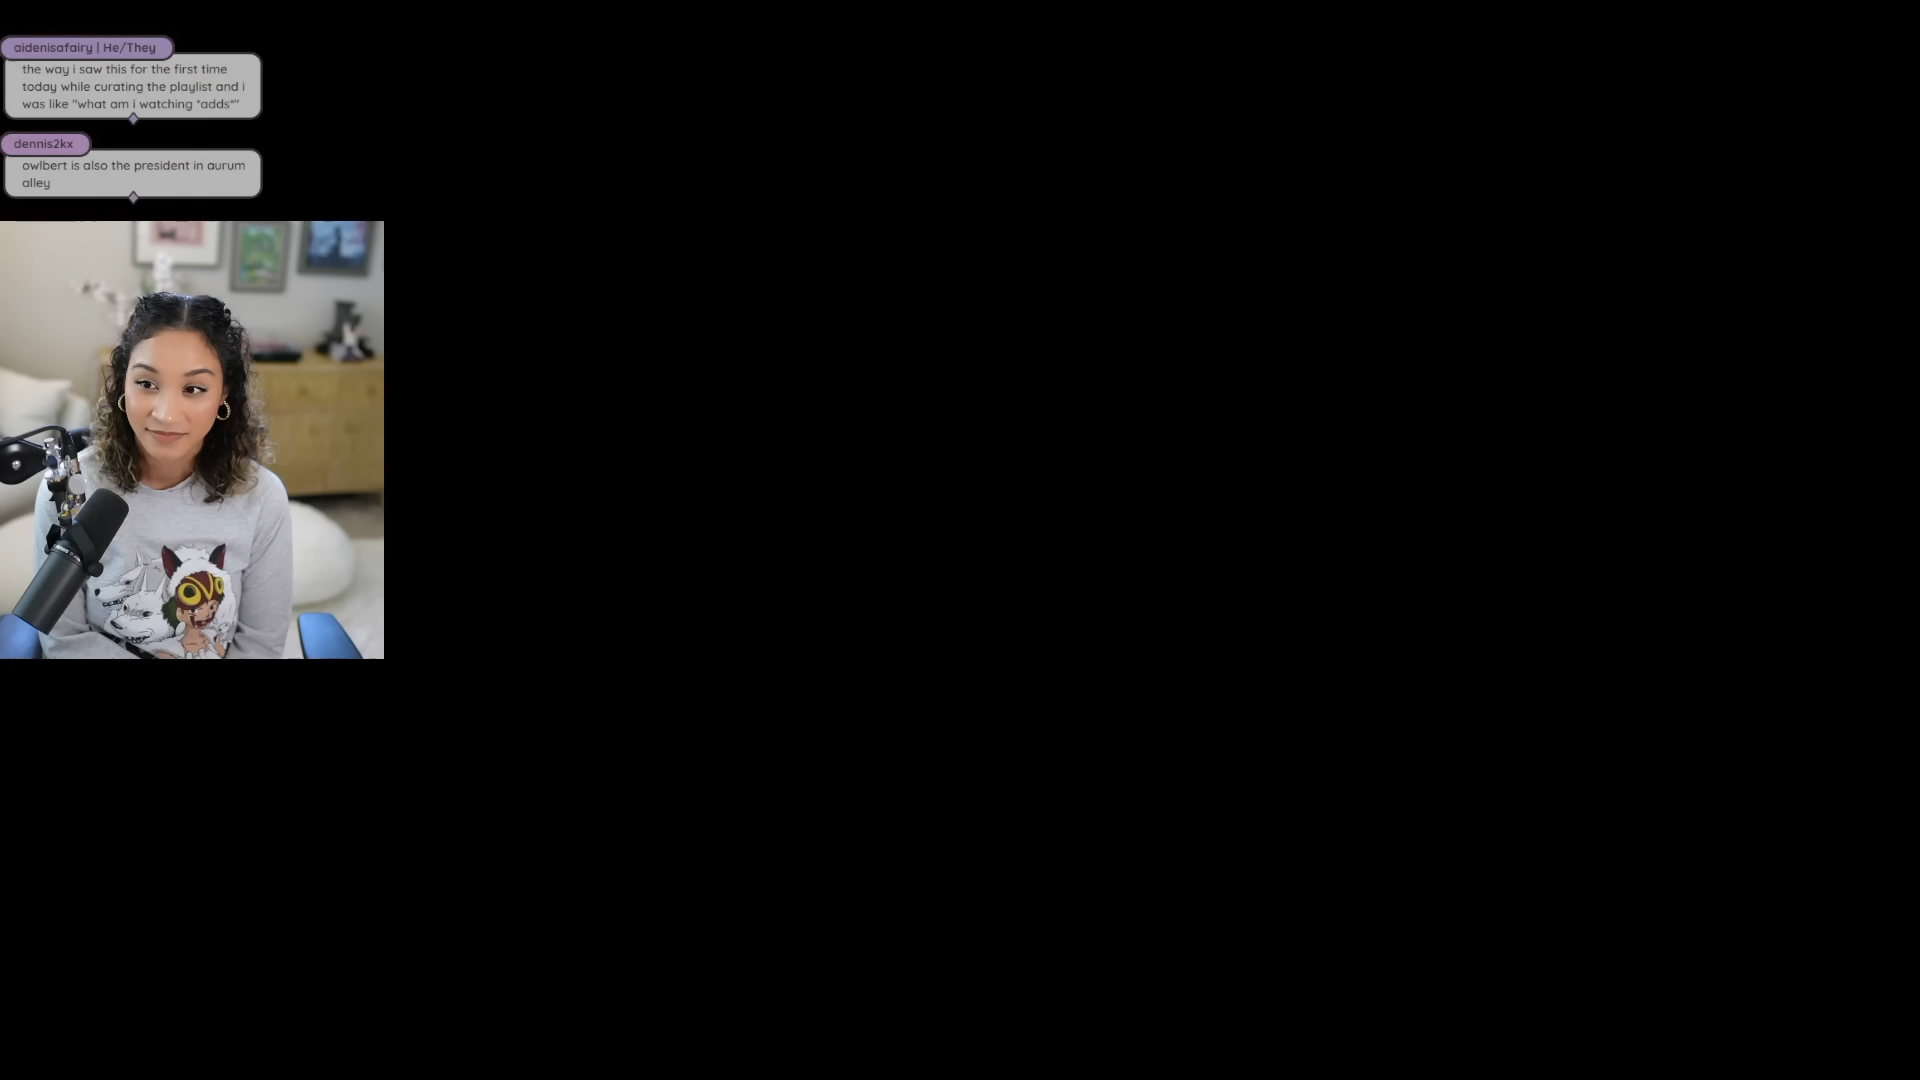 aidenisafairy | He/They
the way i saw this for the first time
today while curating the playlist and i
was like "what am i watching *adds*"
dennis2kx
owlbert is also the president in aurum
alley